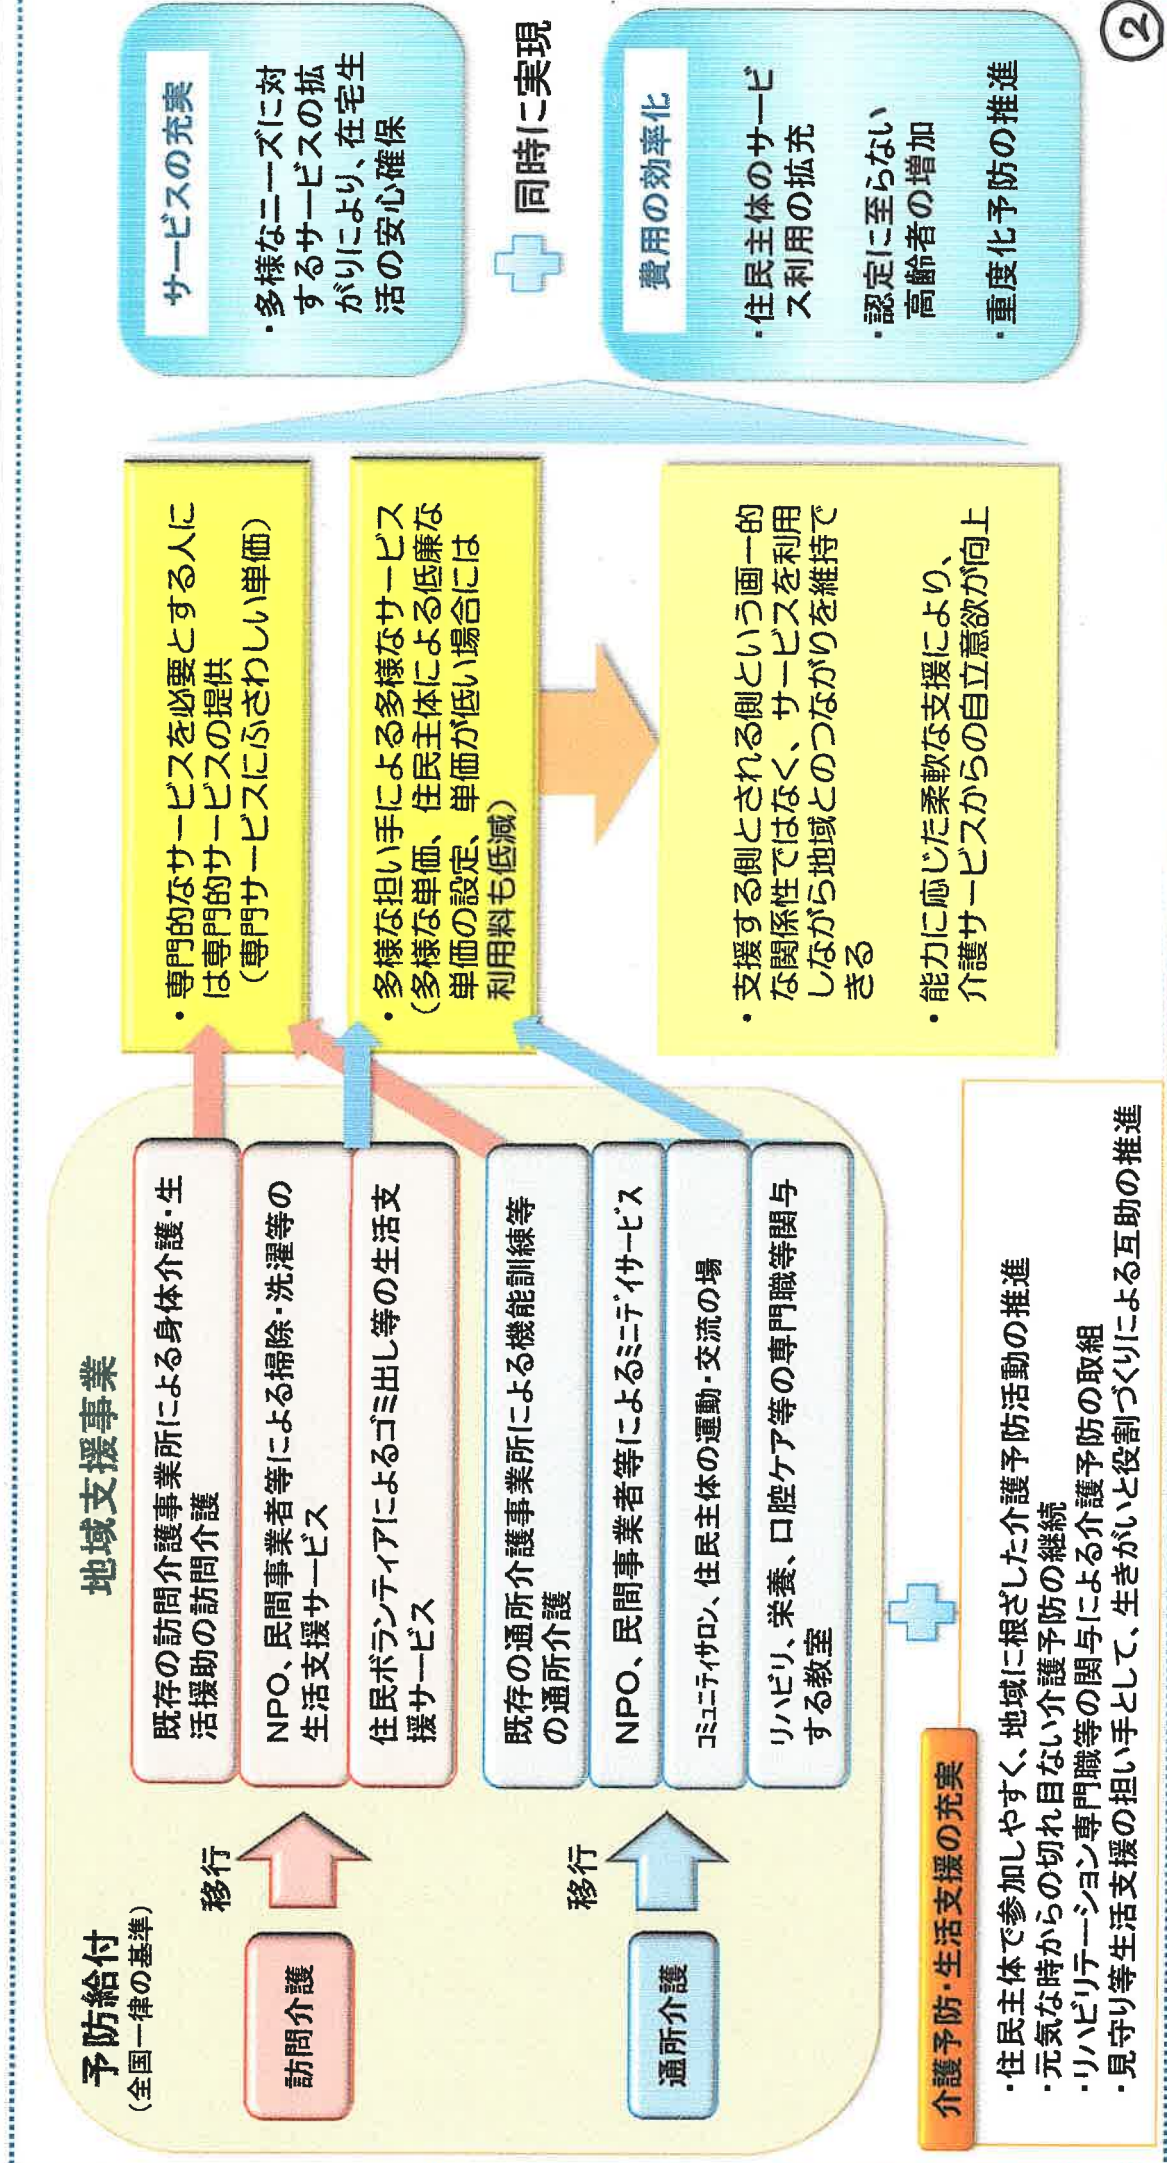 予防給付
(全国一律の基準)
地域支援事業
訪問介護
移行
既存の訪問介護事業所による身体介護・生
活援助の訪問介護
NPO、民間事業者等による掃除・洗濯等の
生活支援サービス
住民ボランティアによるゴミ出し等の生活支
援サービス
通所介護
移行
既存の通所介護事業所による機能訓練等
の通所介護
NPO、民間事業者等によるミニデイサービス
コミュニティサロン、住民主体の運動・交流の場
リハビリ、栄養、口腔ケア等の専門職等関与
する教室
・専門的なサービスを必要とする人に
は専門的サービスの提供
(専門サービスにふさわしい単価)
・多様な担い手による多様なサービス
(多様な単価、住民主体による低廉な
単価の設定、単価が低い場合には
利用料も低減)
・支援する側とされる側という画一的
な関係性ではなく、サービスを利用
しながら地域とのつながりを維持で
きる
・能力に応じた柔軟な支援により、
介護サービスからの自立意欲が向上
サービスの充実
・多様なニーズに対
するサービスの拡
がりにより、在宅生
活の安心確保
同時に実現
費用の効率化
・住民主体のサービ
ス利用の拡充
・認定に至らない
高齢者の増加
・重度化予防の推進
介護予防・生活支援の充実
・住民主体で参加しやすく、地域に根ざした介護予防活動の推進
・元気な時からの切れ目ない介護予防の継続
・リハビリテーション専門職等の関与による介護予防の取組
・見守り等生活支援の担い手として、生きがいと役割づくりによる互助の推進
②